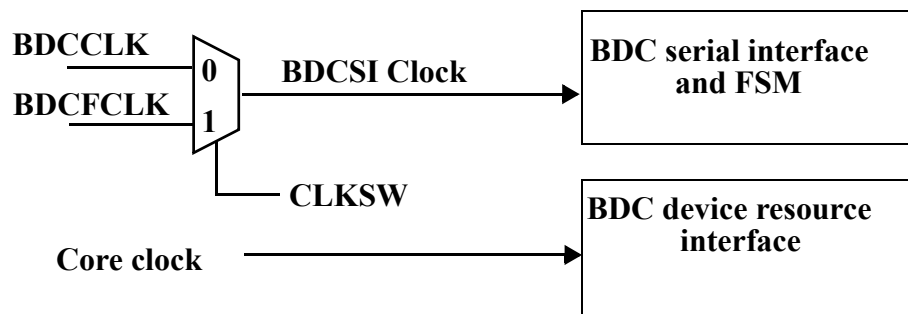 BDCCLK
0
BDCSI Clock
BDC serial interface
and FSM
BDCFCLK
1
CLKSW
BDC device resource
interface
Core clock